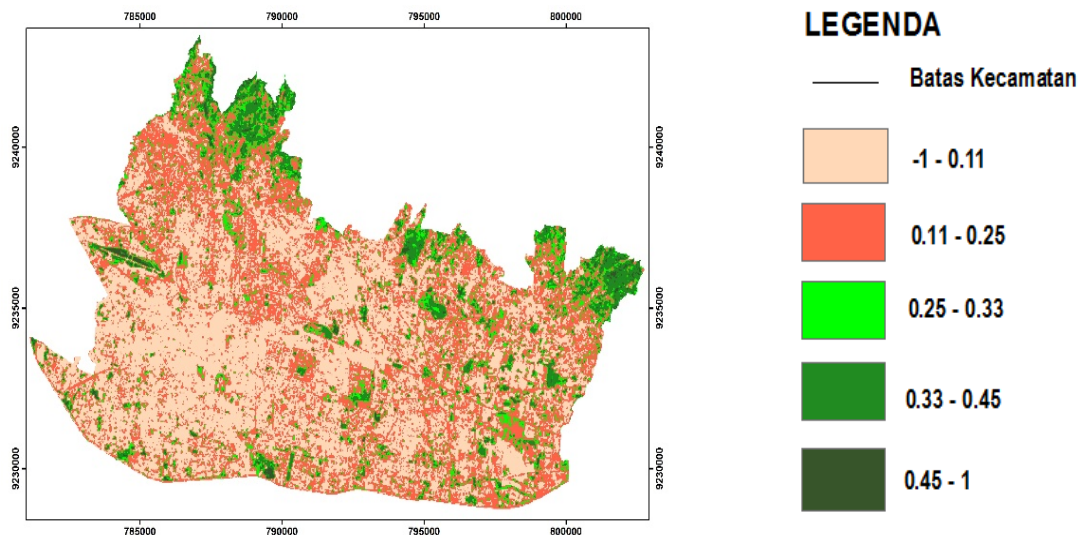 785000 790000 795000 800000
9240000 9240000
9235000 9235000
9230000 9230000
785000 790000 795000 800000
LEGENDA
Batas Kecamatan
-1 - 0.11
0.11 - 0.25
0.25 - 0.33
0.33 - 0.45
0.45 - 1